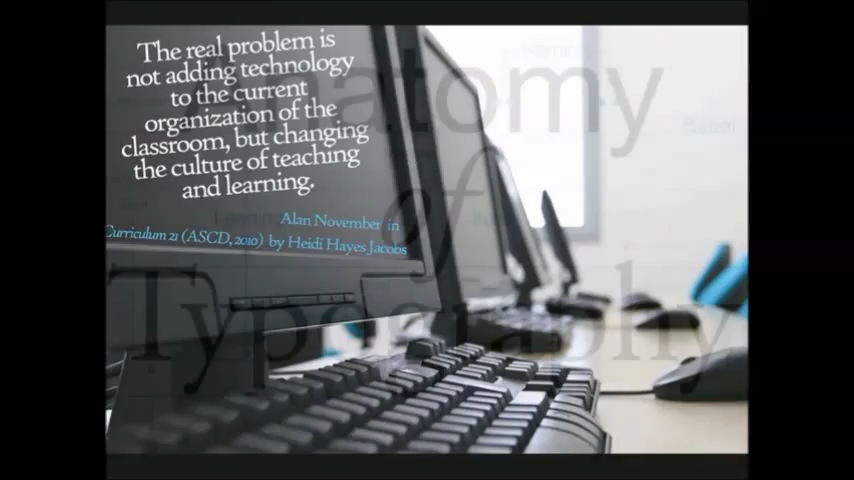 The real problem is
not adding technology
to the current
organization of the
classroom, but changing
the culture of teaching
and learning.
Alan November in
Curriculum 21 (ASCD, 2010) by Heidi Hayes Jacobs
Anatomy
of
Typography